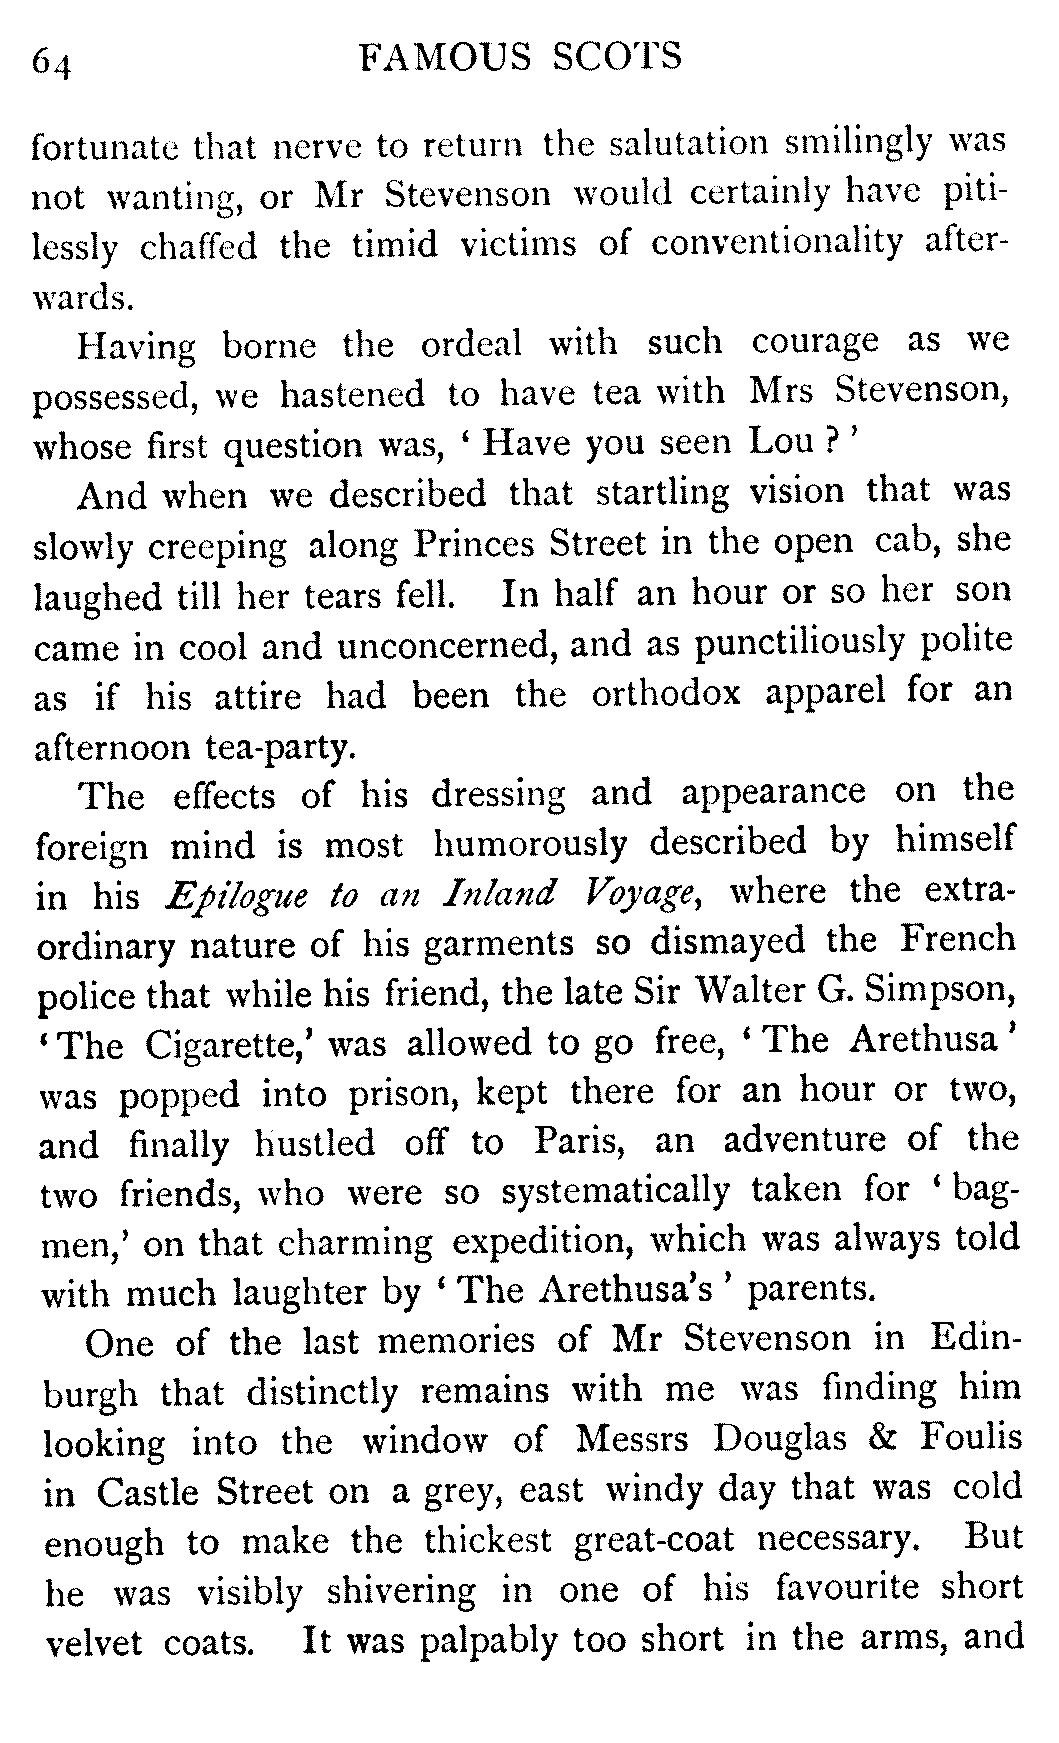 64 FAMOUS SCOTS
fortunate that nerve to return the salutation smilingly was
not wanting, or Mr Stevenson would certainly have piti-
lessly chaffed the timid victims of conventionality after-
wards.
Having borne the ordeal with such courage as we
possessed, we hastened to have tea with Mrs Stevenson,
whose first question was, ‘ Have you seen Lou ? ’
And when we described that startling vision that was
slowly creeping along Princes Street in the open cab, she
laughed till her tears fell. In half an hour or so her son
came in cool and unconcerned, and as punctiliously polite
as if his attire had been the orthodox apparel for an
afternoon tea-party.
The effects of his dressing and appearance on the
foreign mind is most humorously described by himself
in his Epilogue to an Inland Voyage, where the extra-
ordinary nature of his garments so dismayed the French
police that while his friend, the late Sir Walter G. Simpson,
‘ The Cigarette,’ was allowed to go free, ‘ The Arethusa ’
was popped into prison, kept there for an hour or two,
and finally hustled off to Paris, an adventure of the
two friends, who were so systematically taken for ‘ bag-
men,’ on that charming expedition, which was always told
with much laughter by ‘ The Arethusa’s ’ parents.
One of the last memories of Mr Stevenson in Edin-
burgh that distinctly remains with me was finding him
looking into the window of Messrs Douglas & Foulis
in Castle Street on a grey, east windy day that was cold
enough to make the thickest great-coat necessary. But
he was visibly shivering in one of his favourite short
velvet coats. It was palpably too short in the arms, and